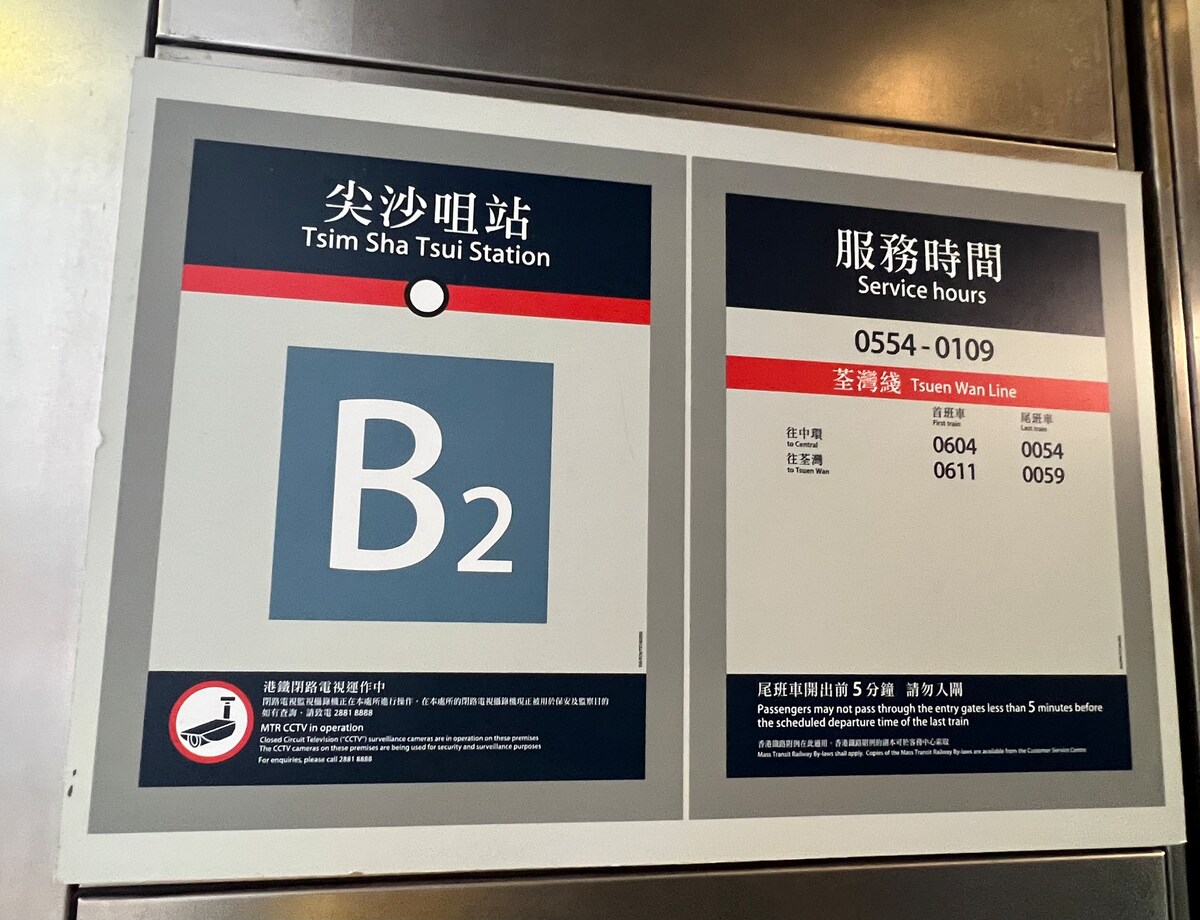 尖沙咀站
Tsim Sha Tsui Station
B2
港鐵閉路電視運作中
閉路電視監視攝錄機正在本處所進行操作，在本處所的閉路電視攝錄機現正被用於保安及監察目的
如有查詢，請致電 2881 8888
MTR CCTV in operation
Closed Circuit Television ("CCTV") surveillance cameras are in operation on these premises
The CCTV cameras on these premises are being used for security and surveillance purposes
For enquiries, please call 2881 8888
服務時間
Service hours
0554 - 0109
荃灣綫 Tsuen Wan Line
首班車 尾班車
First train Last train
往中環 0604 0054
to Central
往荃灣 0611 0059
to Tsuen Wan
尾班車開出前 5 分鐘 請勿入閘
Passengers may not pass through the entry gates less than 5 minutes before
the scheduled departure time of the last train
香港鐵路附例在此適用，香港鐵路附例的副本可於客務中心索取
Mass Transit Railway By-laws shall apply. Copies of the Mass Transit Railway By-laws are available from the Customer Service Centre